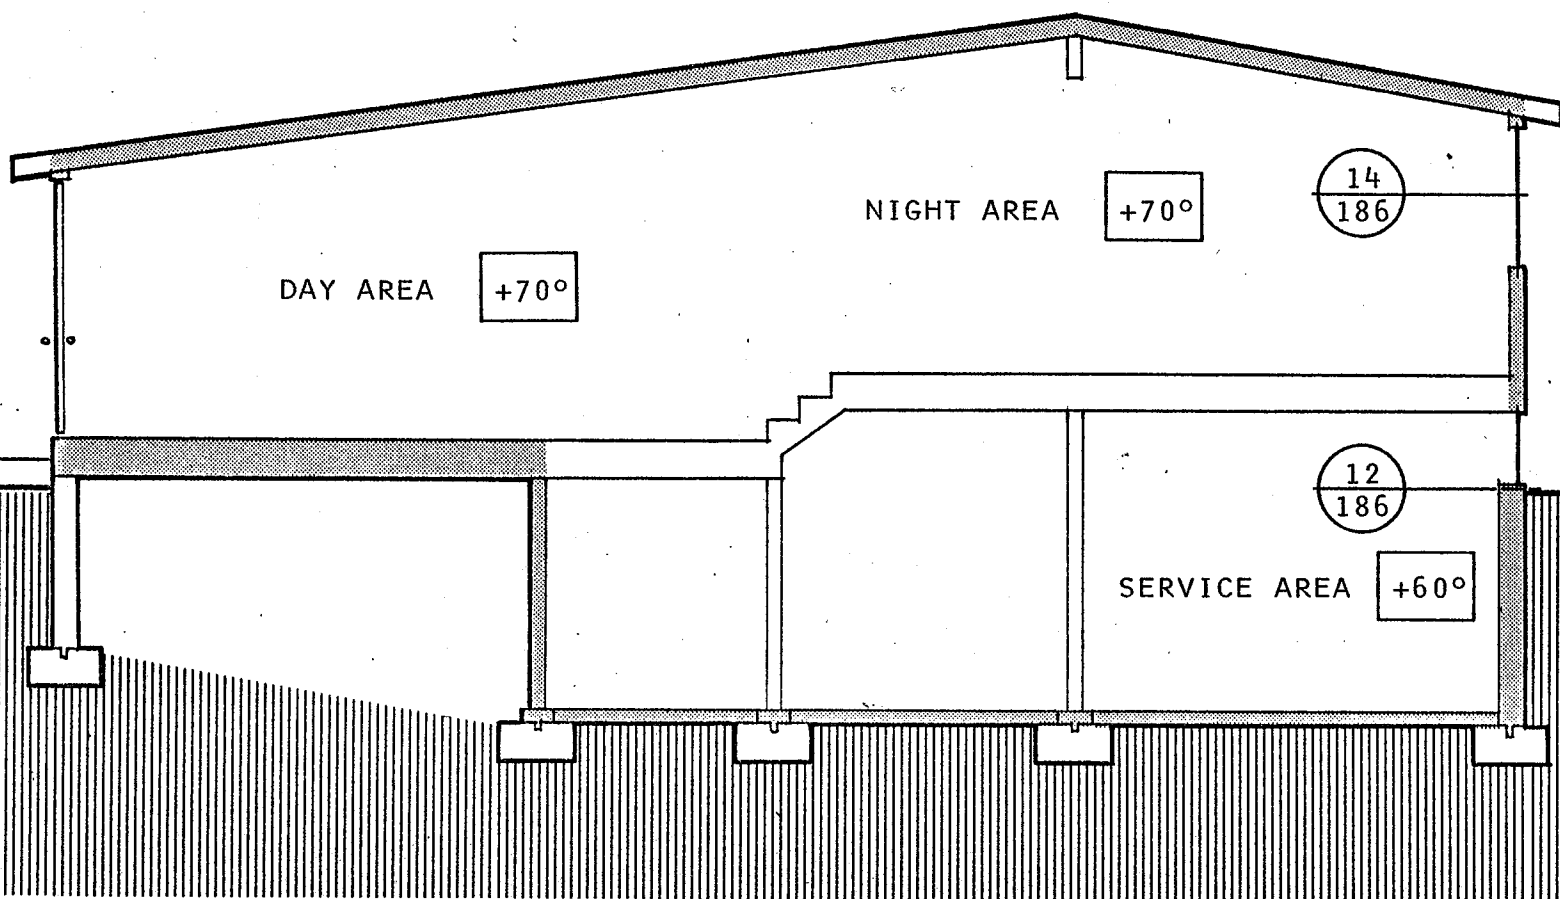 14
186
NIGHT AREA +70°
DAY AREA +70°
12
186
SERVICE AREA +60°